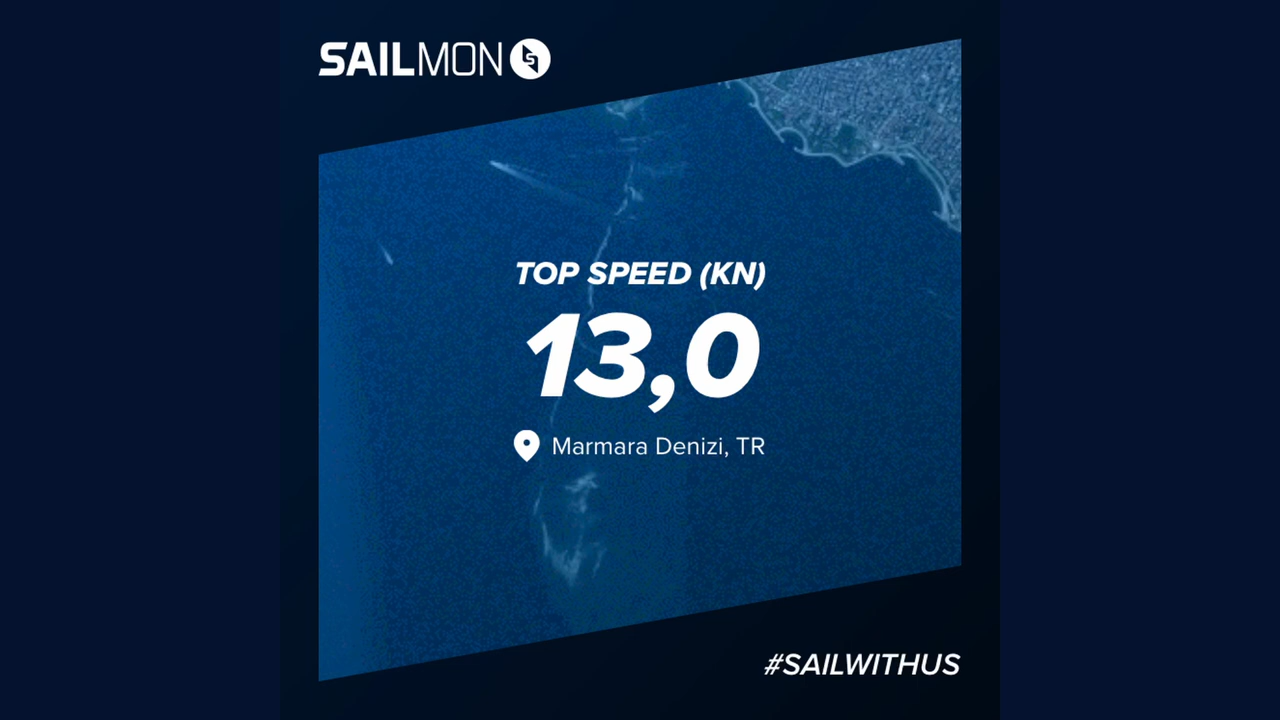 SAILMON
TOP SPEED (KN)
13,0
Marmara Denizi, TR
#SAILWITHUS